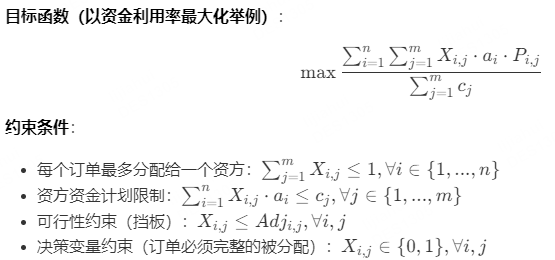 目标函数（以资金利用率最大化举例）：
\max \frac{\sum_{i=1}^{n} \sum_{j=1}^{m} X_{i,j} \cdot a_i \cdot P_{i,j}}{\sum_{j=1}^{m} c_j}
约束条件：
• 每个订单最多分配给一个资方：\sum_{j=1}^{m} X_{i,j} \leq 1, \forall i \in \{1, ..., n\}
• 资方资金计划限制：\sum_{i=1}^{n} X_{i,j} \cdot a_i \leq c_j, \forall j \in \{1, ..., m\}
• 可行性约束（挡板）：X_{i,j} \leq Adj_{i,j}, \forall i, j
• 决策变量约束（订单必须完整的被分配）：X_{i,j} \in \{0, 1\}, \forall i, j